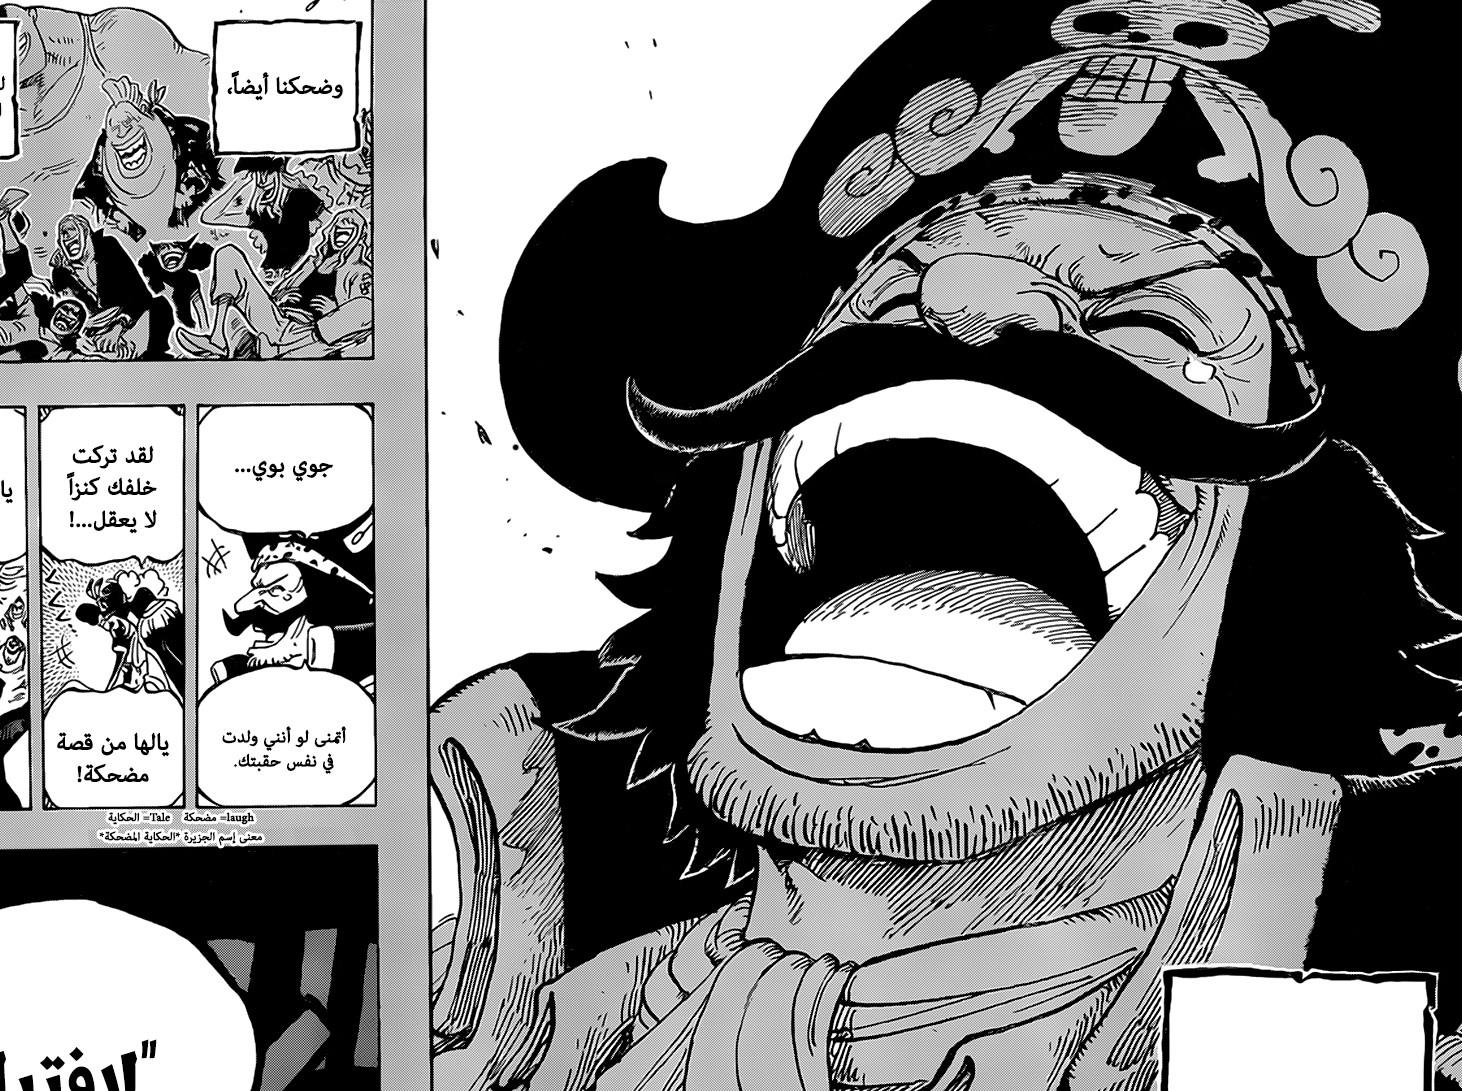 وضحكنا أيضاً،
جوي بوي...
أتمنى لو أنني ولدت
في نفس حقبتك.
لقد تركت
خلفك كنزاً
لا يعقل...!
يالها من قصة
مضحكة!
laugh= مضحكة Tale= الحكاية
معنى إسم الجزيرة *الحكاية المضحكة*